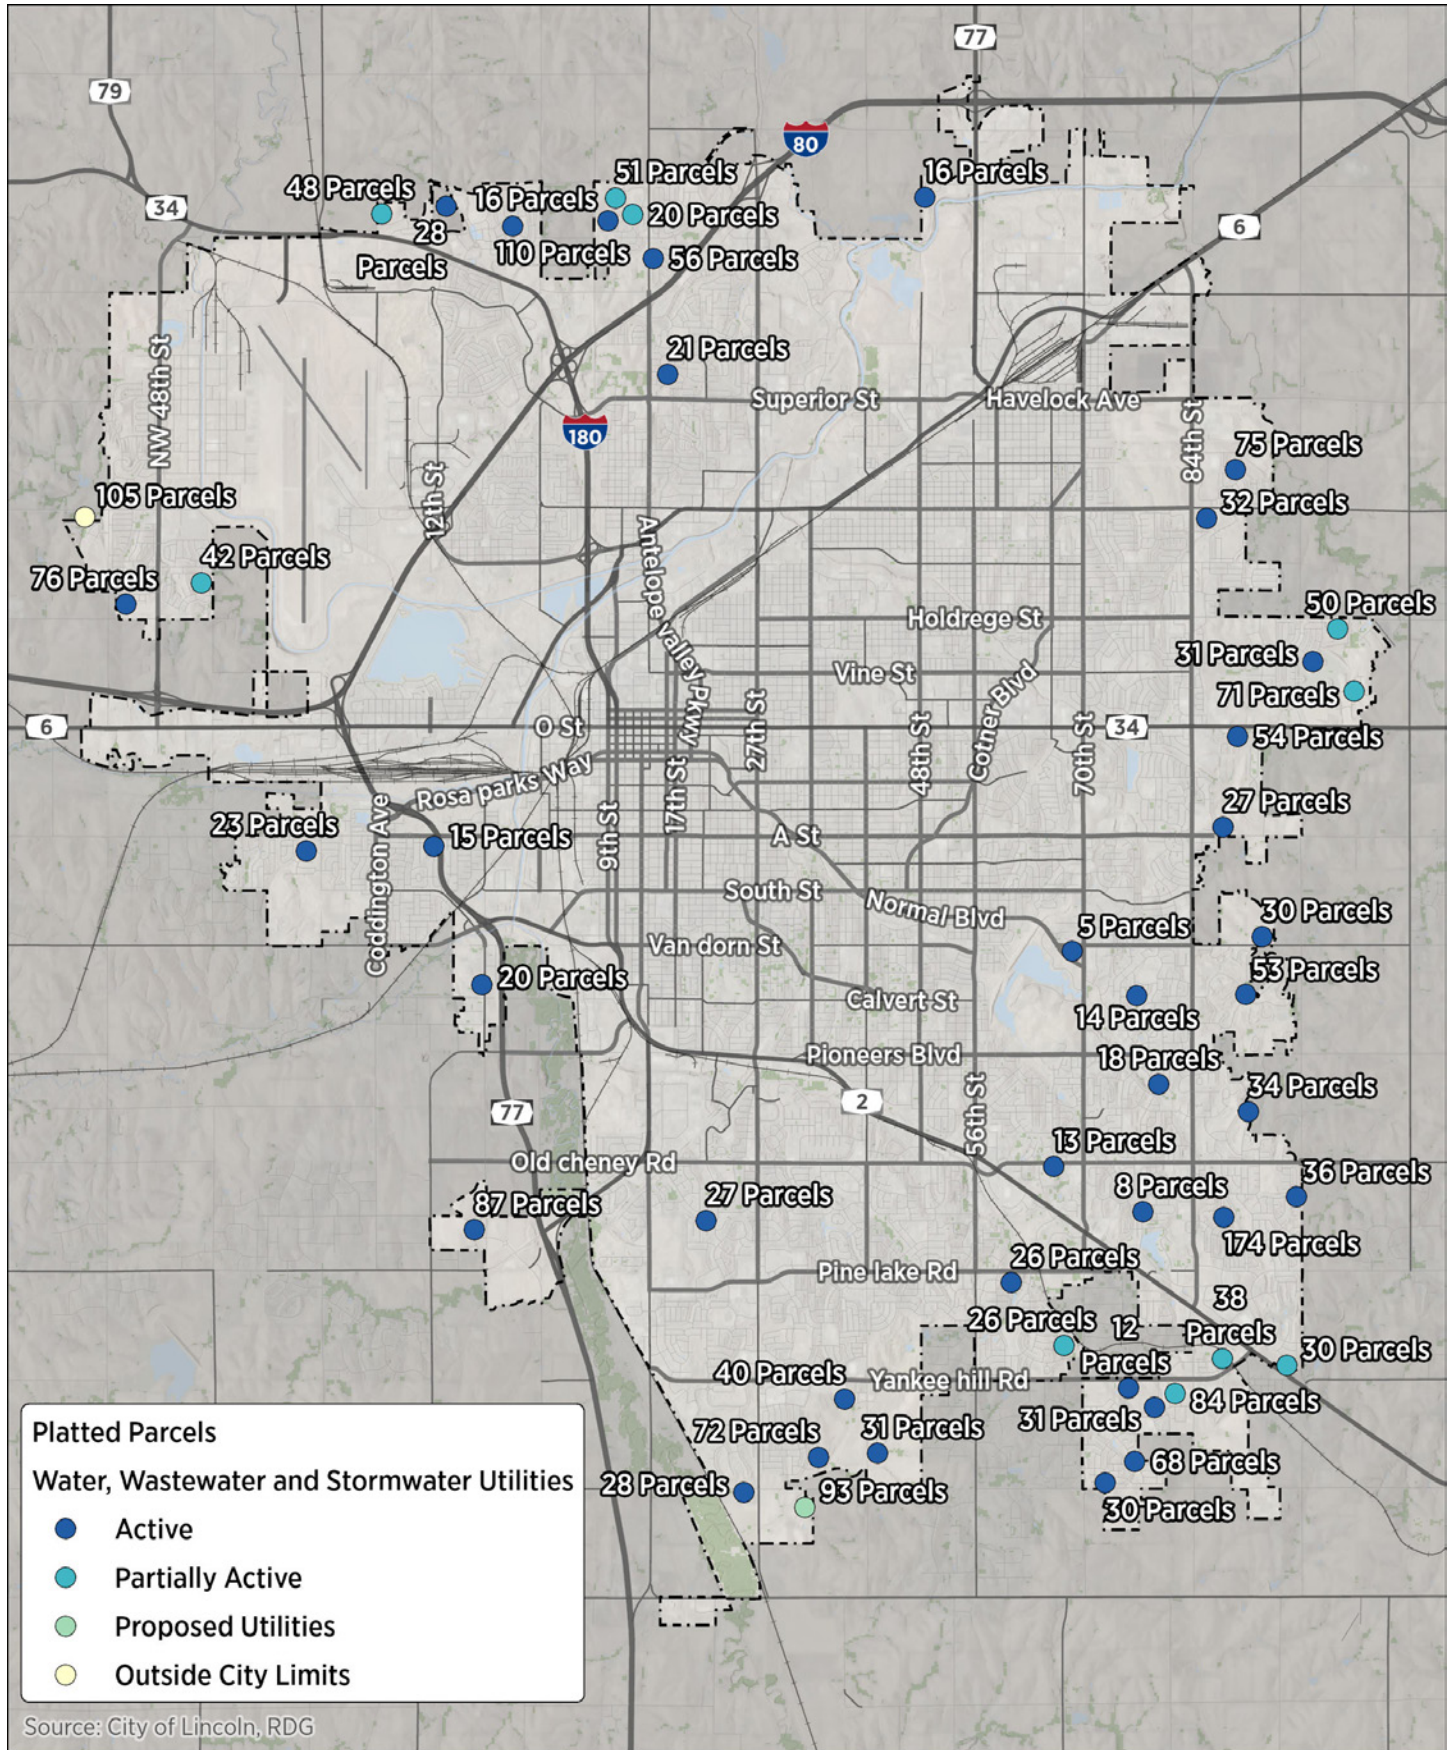 77
79
80
51 Parcels
16 Parcels
48 Parcels
16 Parcels
34
20 Parcels
28
Parcels
6
110 Parcels
56 Parcels
21 Parcels
NW 48th St
Superior St
Havelock Ave
180
84th St
75 Parcels
12th St
105 Parcels
32 Parcels
Antelope valley Pkwy
42 Parcels
76 Parcels
50 Parcels
Holdrege St
31 Parcels
Vine St
71 Parcels
Cotner Blvd
27th St
48th St
70th St
6
O St
34
54 Parcels
Rosa parks Way
17th St
27 Parcels
23 Parcels
Coddington Ave
15 Parcels
9th St
A St
South St
Normal Blvd
30 Parcels
5 Parcels
Van dorn St
53 Parcels
20 Parcels
Calvert St
14 Parcels
Pioneers Blvd
18 Parcels
34 Parcels
2
56th St
77
13 Parcels
Old cheney Rd
36 Parcels
27 Parcels
8 Parcels
87 Parcels
174 Parcels
26 Parcels
Pine lake Rd
38
Parcels
26 Parcels
12
Parcels
30 Parcels
40 Parcels
Yankee hill Rd
84 Parcels
31 Parcels
72 Parcels
31 Parcels
68 Parcels
28 Parcels
93 Parcels
30 Parcels
Platted Parcels
Water, Wastewater and Stormwater Utilities
Active
Partially Active
Proposed Utilities
Outside City Limits
Source: City of Lincoln, RDG